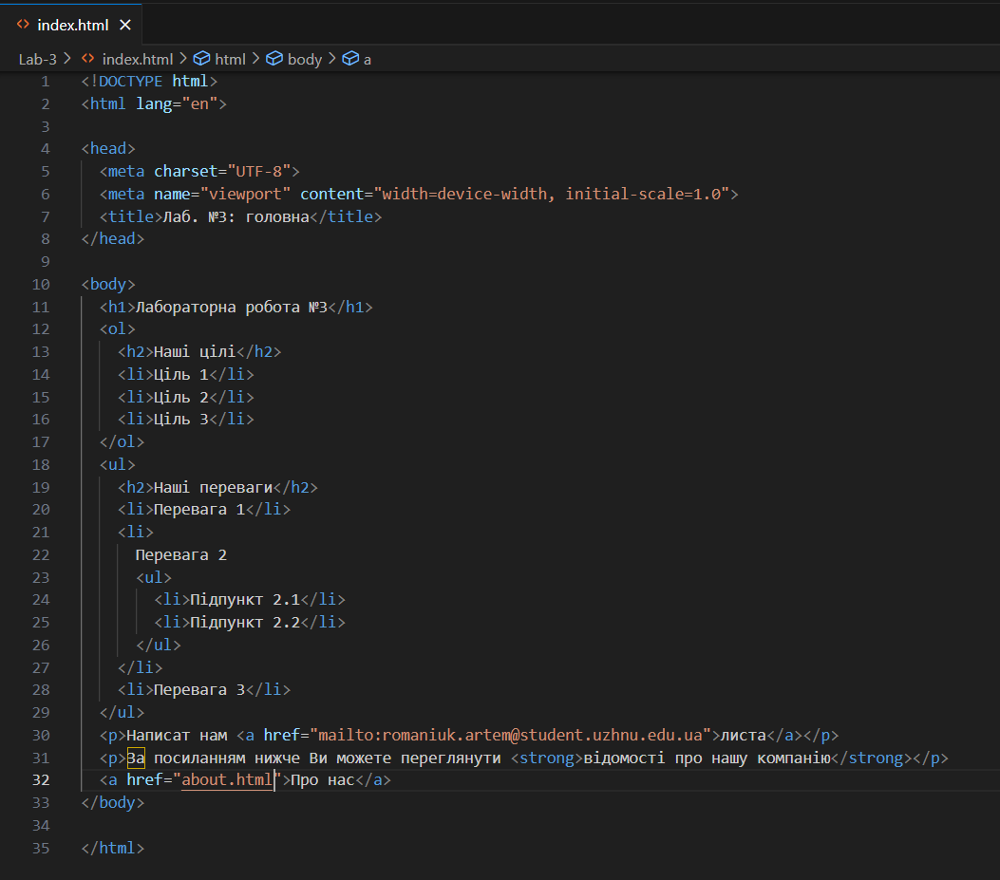 index.html
Lab-3 > index.html > html > body > a
1 <!DOCTYPE html>
2 <html lang="en">
3
4 <head>
5   <meta charset="UTF-8">
6   <meta name="viewport" content="width=device-width, initial-scale=1.0">
7   <title>Лаб. №3: головна</title>
8 </head>
9
10 <body>
11   <h1>Лабораторна робота №3</h1>
12   <ol>
13     <h2>Наші цілі</h2>
14     <li>Ціль 1</li>
15     <li>Ціль 2</li>
16     <li>Ціль 3</li>
17   </ol>
18   <ul>
19     <h2>Наші переваги</h2>
20     <li>Перевага 1</li>
21     <li>
22       Перевага 2
23       <ul>
24         <li>Підпункт 2.1</li>
25         <li>Підпункт 2.2</li>
26       </ul>
27     </li>
28     <li>Перевага 3</li>
29   </ul>
30   <p>Написат нам <a href="mailto:romaniuk.artem@student.uzhnu.edu.ua">листа</a></p>
31   <p>За посиланням нижче Ви можете переглянути <strong>відомості про нашу компанію</strong></p>
32   <a href="about.html">Про нас</a>
33 </body>
34
35 </html>